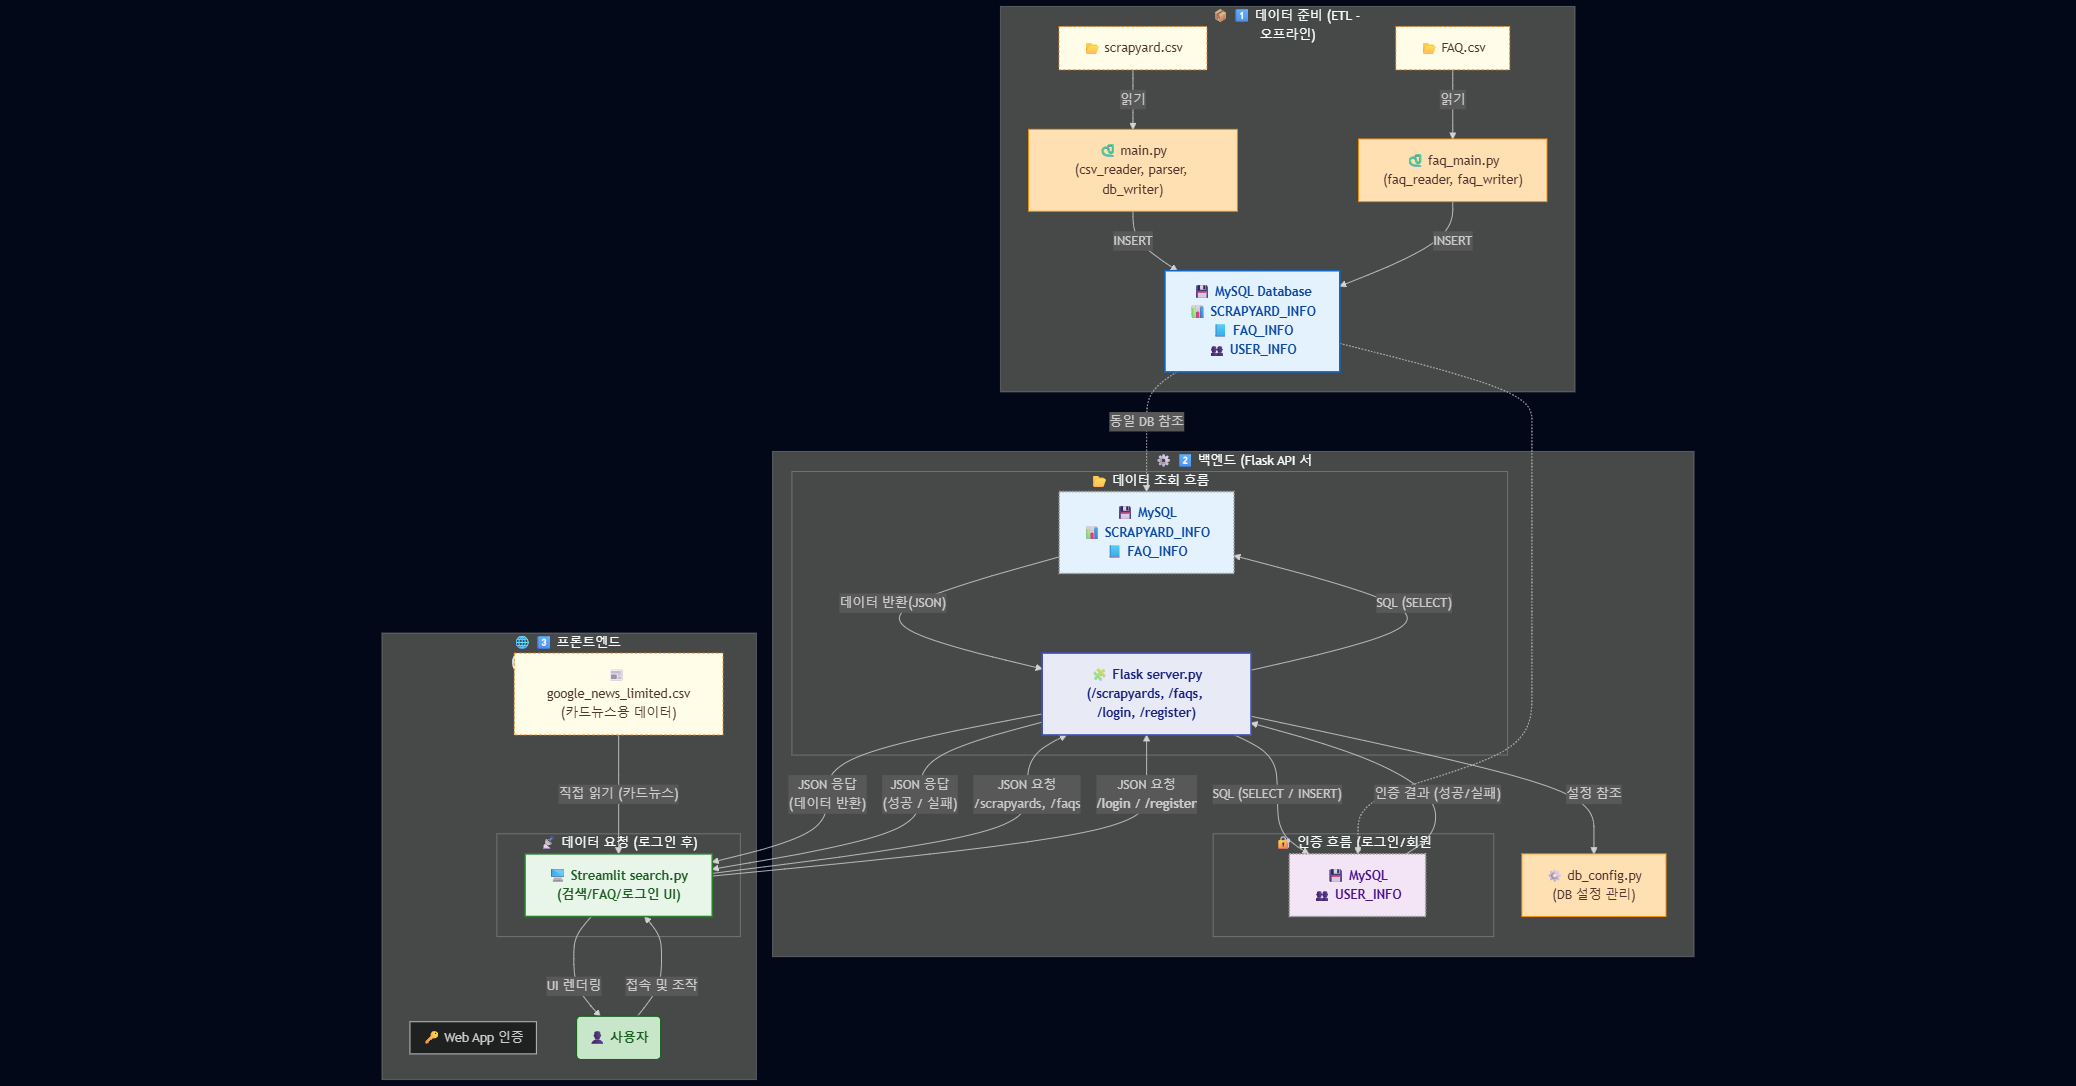 📦 1️⃣ 데이터 준비 (ETL -
오프라인)
📂 scrapyard.csv
📂 FAQ.csv
읽기
읽기
main.py
(csv_reader, parser,
db_writer)
faq_main.py
(faq_reader, faq_writer)
INSERT
INSERT
💾 MySQL Database
📊 SCRAPYARD_INFO
📘 FAQ_INFO
👥 USER_INFO
동일 DB 참조
⚙️ 2️⃣ 백엔드 (Flask API 서
📂 데이터 조회 흐름
💾 MySQL
📊 SCRAPYARD_INFO
📘 FAQ_INFO
데이터 반환(JSON)
SQL (SELECT)
🧩 Flask server.py
(/scrapyards, /faqs,
/login, /register)
JSON 응답
(데이터 반환)
JSON 응답
(성공 / 실패)
JSON 요청
/scrapyards, /faqs
JSON 요청
/login / /register
SQL (SELECT / INSERT)
인증 결과 (성공/실패)
설정 참조
🔒 인증 흐름 (로그인/회원
💾 MySQL
👥 USER_INFO
⚙️ db_config.py
(DB 설정 관리)
🌐 3️⃣ 프론트엔드
(
📰
google_news_limited.csv
(카드뉴스용 데이터)
직접 읽기 (카드뉴스)
📡 데이터 요청 (로그인 후)
🖥️ Streamlit search.py
(검색/FAQ/로그인 UI)
UI 렌더링
접속 및 조작
🔑 Web App 인증
👤 사용자